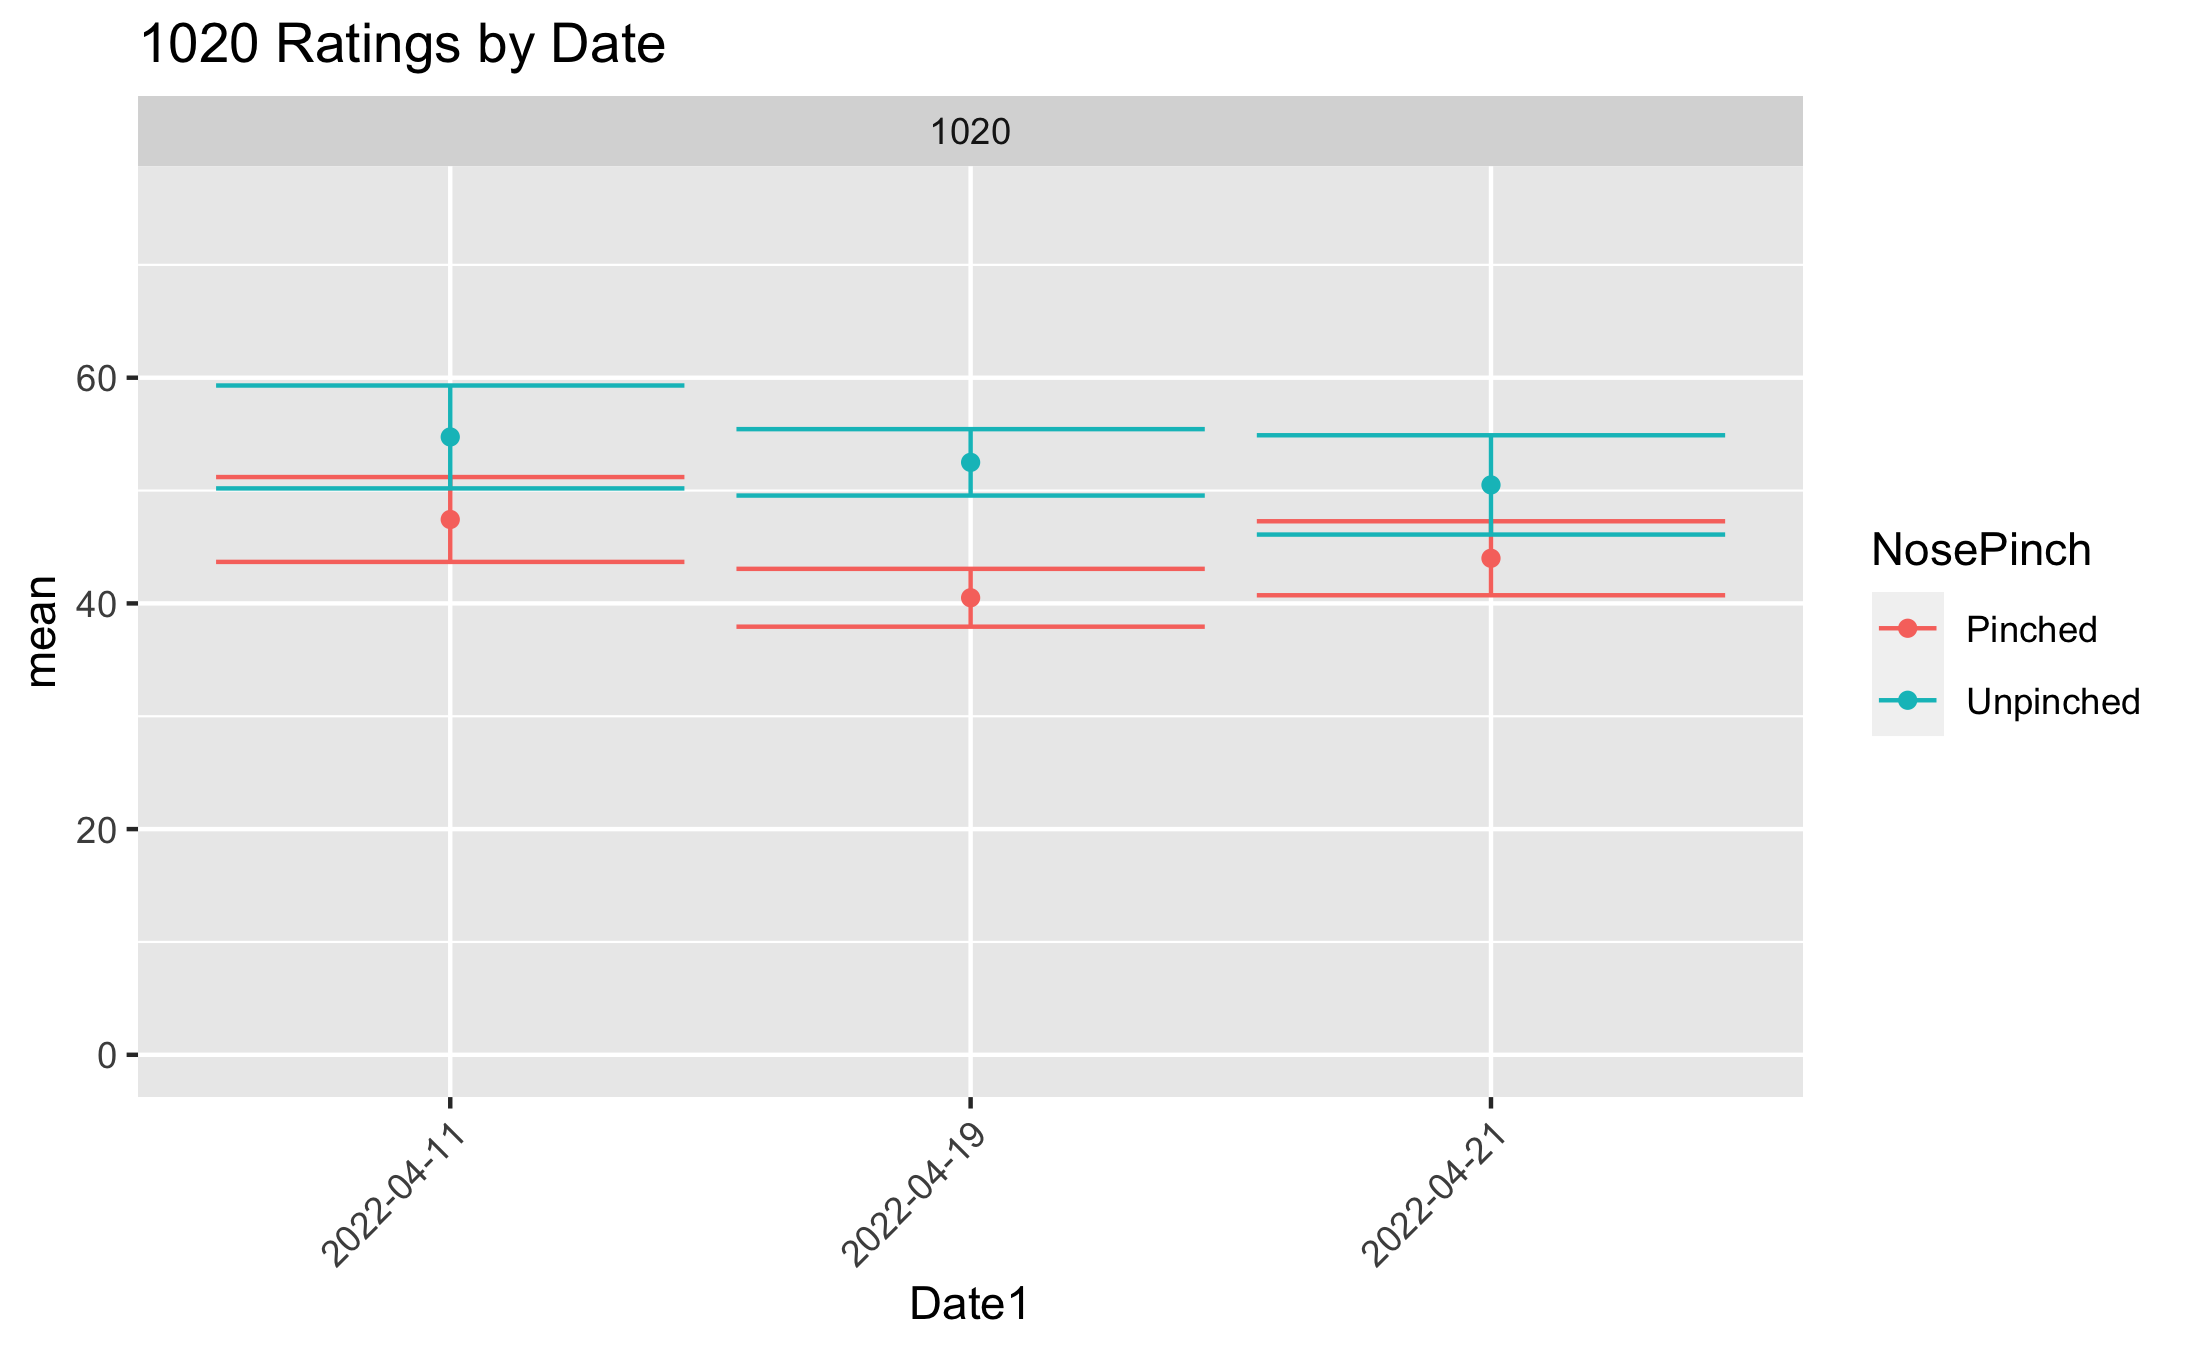 1020 Ratings by Date
1020
60
40
20
0
mean
2022-04-11
2022-04-19
2022-04-21
Date1
NosePinch
Pinched
Unpinched